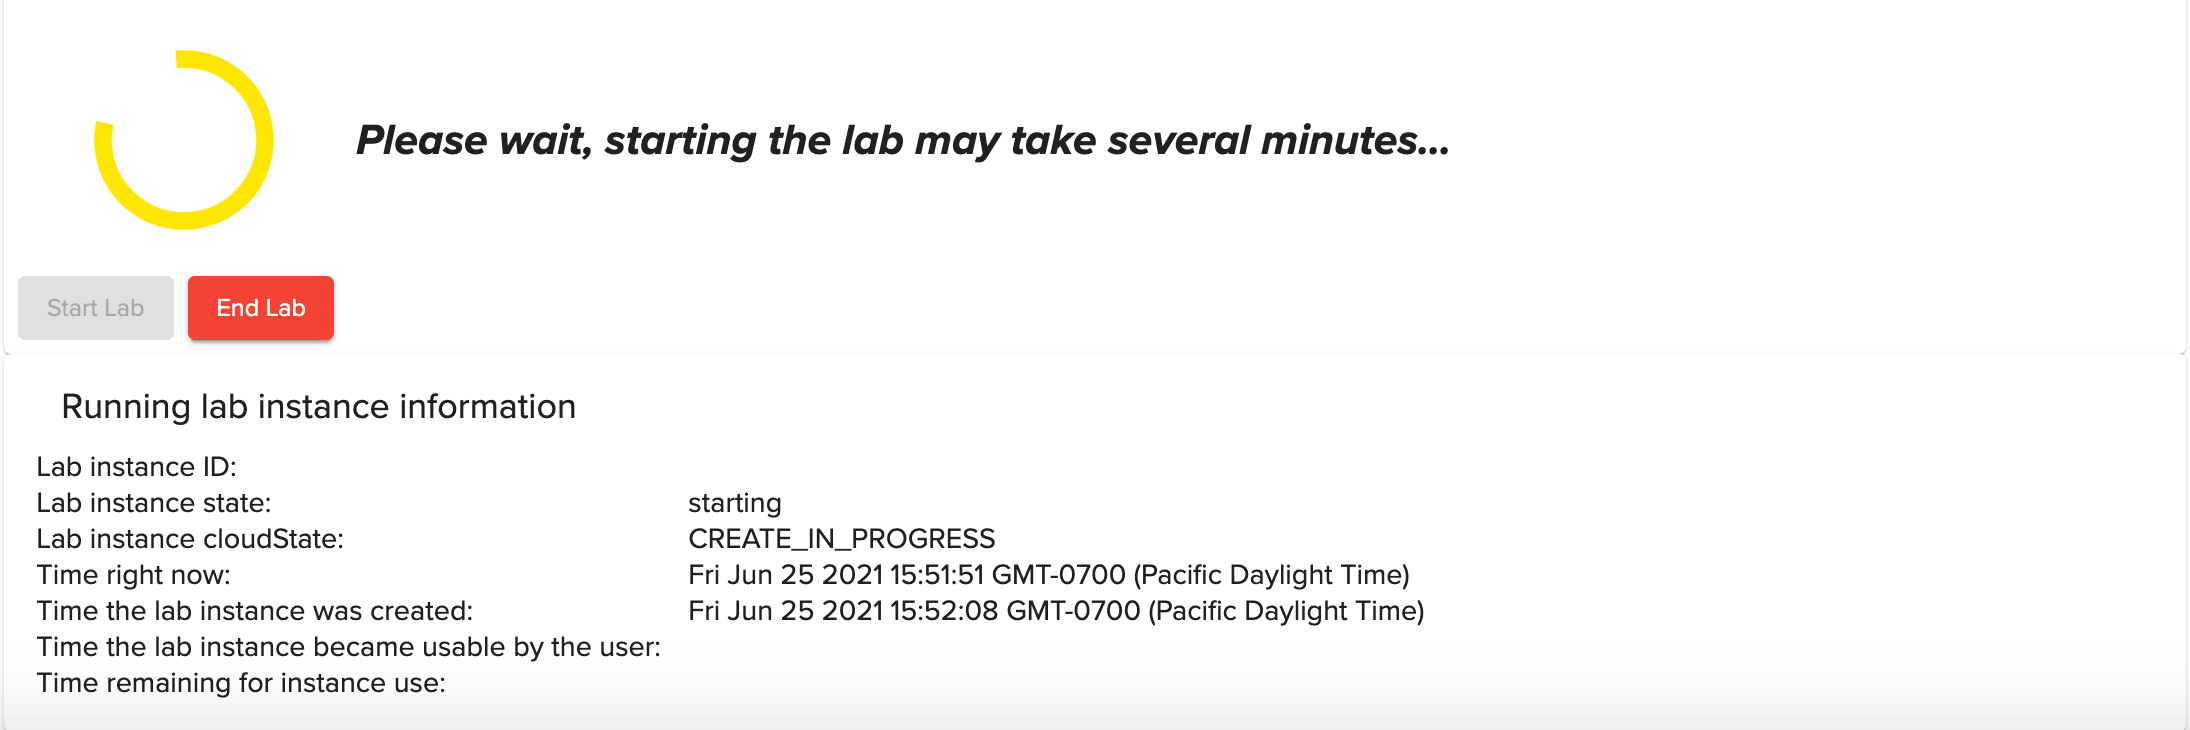 Please wait, starting the lab may take several minutes...
Start Lab
End Lab
Running lab instance information
Lab instance ID:
Lab instance state: starting
Lab instance cloudState: CREATE_IN_PROGRESS
Time right now: Fri Jun 25 2021 15:51:51 GMT-0700 (Pacific Daylight Time)
Time the lab instance was created: Fri Jun 25 2021 15:52:08 GMT-0700 (Pacific Daylight Time)
Time the lab instance became usable by the user:
Time remaining for instance use: